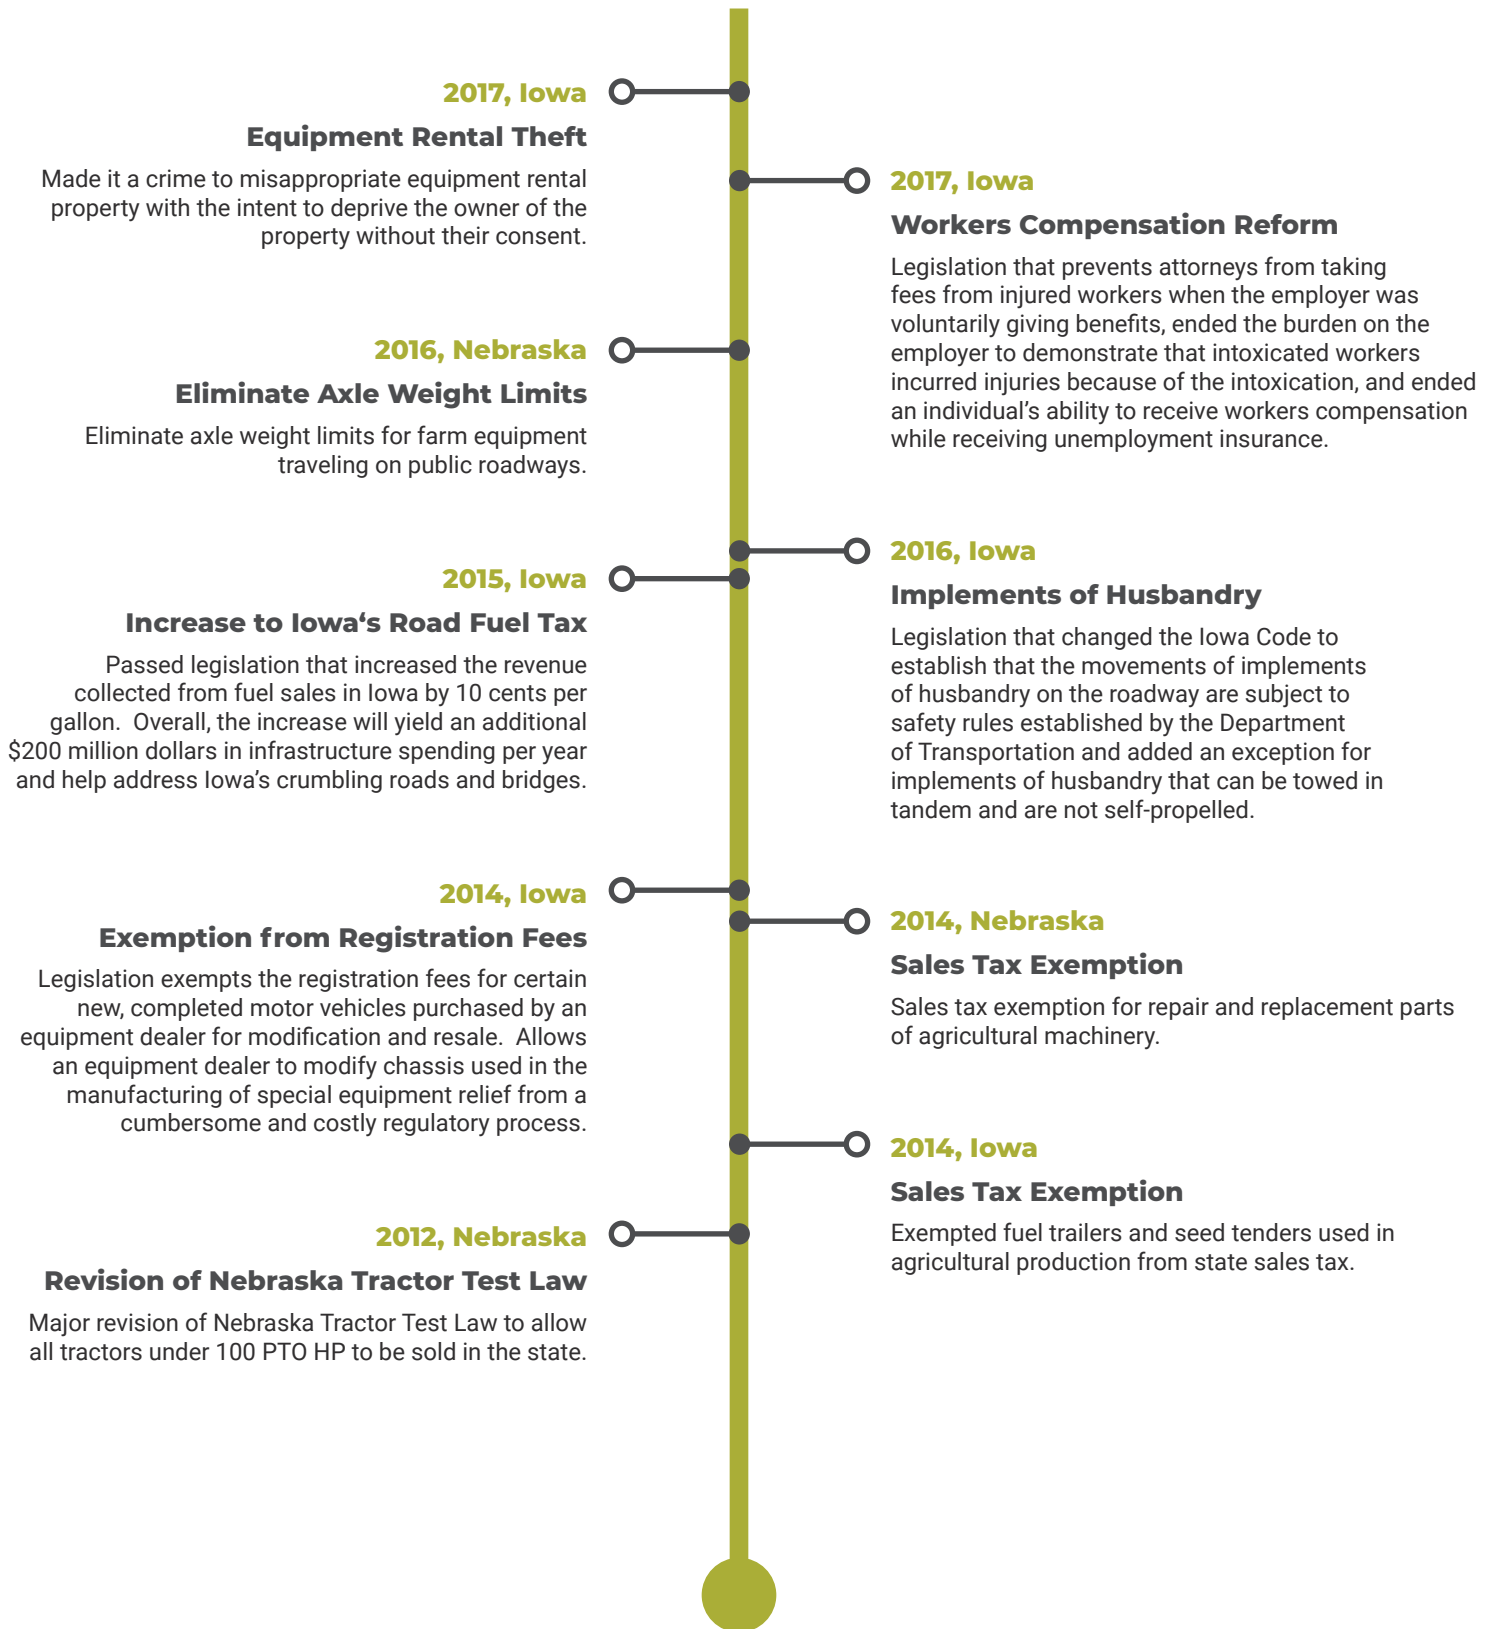 2017, Iowa
Equipment Rental Theft
Made it a crime to misappropriate equipment rental
property with the intent to deprive the owner of the
property without their consent.
2017, Iowa
Workers Compensation Reform
Legislation that prevents attorneys from taking
fees from injured workers when the employer was
voluntarily giving benefits, ended the burden on the
employer to demonstrate that intoxicated workers
incurred injuries because of the intoxication, and ended
an individual’s ability to receive workers compensation
while receiving unemployment insurance.
2016, Nebraska
Eliminate Axle Weight Limits
Eliminate axle weight limits for farm equipment
traveling on public roadways.
2016, Iowa
Implements of Husbandry
Legislation that changed the Iowa Code to
establish that the movements of implements
of husbandry on the roadway are subject to
safety rules established by the Department
of Transportation and added an exception for
implements of husbandry that can be towed in
tandem and are not self-propelled.
2015, Iowa
Increase to Iowa‘s Road Fuel Tax
Passed legislation that increased the revenue
collected from fuel sales in Iowa by 10 cents per
gallon.  Overall, the increase will yield an additional
$200 million dollars in infrastructure spending per year
and help address Iowa’s crumbling roads and bridges.
2014, Iowa
Exemption from Registration Fees
Legislation exempts the registration fees for certain
new, completed motor vehicles purchased by an
equipment dealer for modification and resale.  Allows
an equipment dealer to modify chassis used in the
manufacturing of special equipment relief from a
cumbersome and costly regulatory process.
2014, Nebraska
Sales Tax Exemption
Sales tax exemption for repair and replacement parts
of agricultural machinery.
2014, Iowa
Sales Tax Exemption
Exempted fuel trailers and seed tenders used in
agricultural production from state sales tax.
2012, Nebraska
Revision of Nebraska Tractor Test Law
Major revision of Nebraska Tractor Test Law to allow
all tractors under 100 PTO HP to be sold in the state.